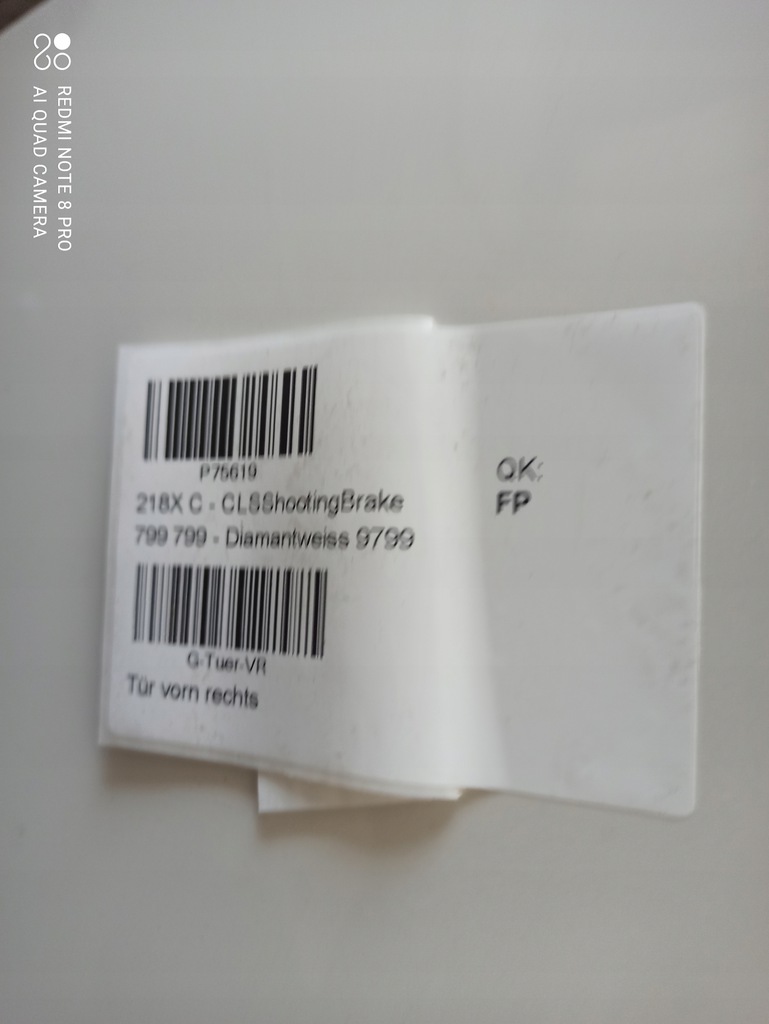 REDMI NOTE 8 PRO
AI QUAD CAMERA
P75619
218X C - CLSShootingBrake
799 799 - Diamantweiss 9799
G-Tuer-VR
Tür vorn rechts
QK:
FP